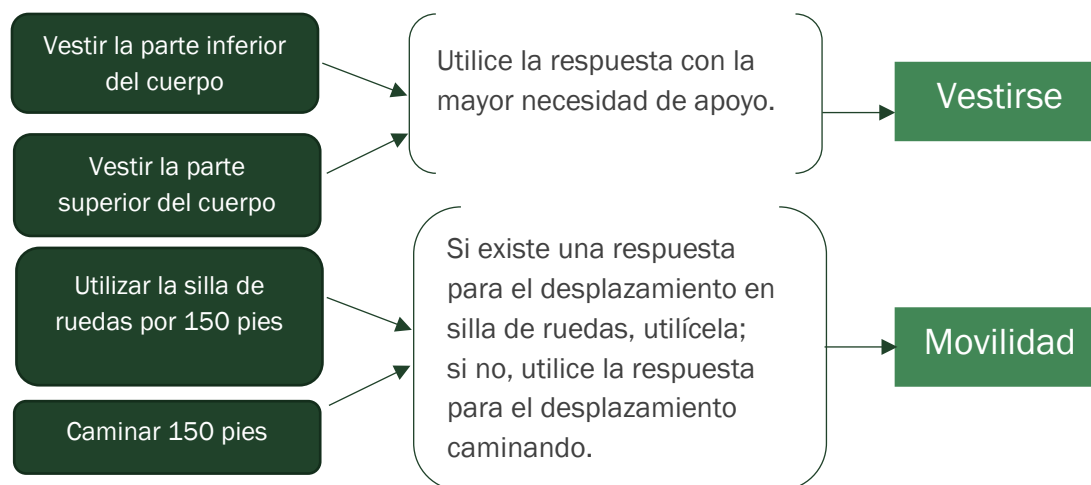 Vestir la parte inferior
del cuerpo
Vestir la parte
superior del cuerpo
Utilice la respuesta con la
mayor necesidad de apoyo.
Vestirse
Utilizar la silla de
ruedas por 150 pies
Caminar 150 pies
Si existe una respuesta
para el desplazamiento en
silla de ruedas, utilícela;
si no, utilice la respuesta
para el desplazamiento
caminando.
Movilidad